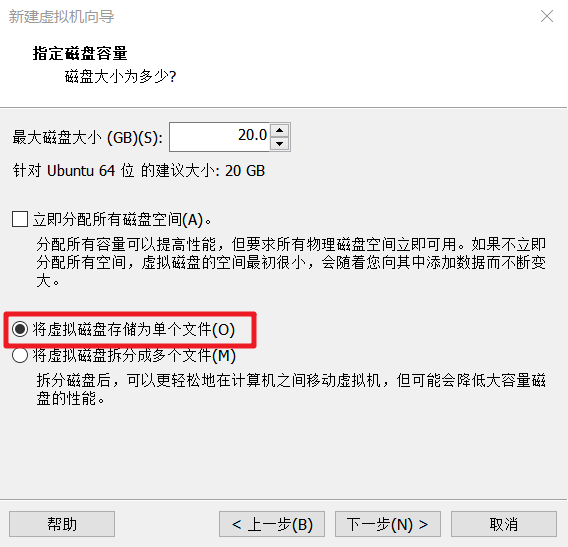 新建虚拟机向导
指定磁盘容量
磁盘大小为多少?
最大磁盘大小 (GB)(S): 20.0
针对 Ubuntu 64 位 的建议大小: 20 GB
立即分配所有磁盘空间(A)。
分配所有容量可以提高性能，但要求所有物理磁盘空间立即可用。如果不立即
分配所有空间，虚拟磁盘的空间最初很小，会随着您向其中添加数据而不断变
大。
将虚拟磁盘存储为单个文件(O)
将虚拟磁盘拆分成多个文件(M)
拆分磁盘后，可以更轻松地在计算机之间移动虚拟机，但可能会降低大容量磁
盘的性能。
帮助 < 上一步(B) 下一步(N) > 取消